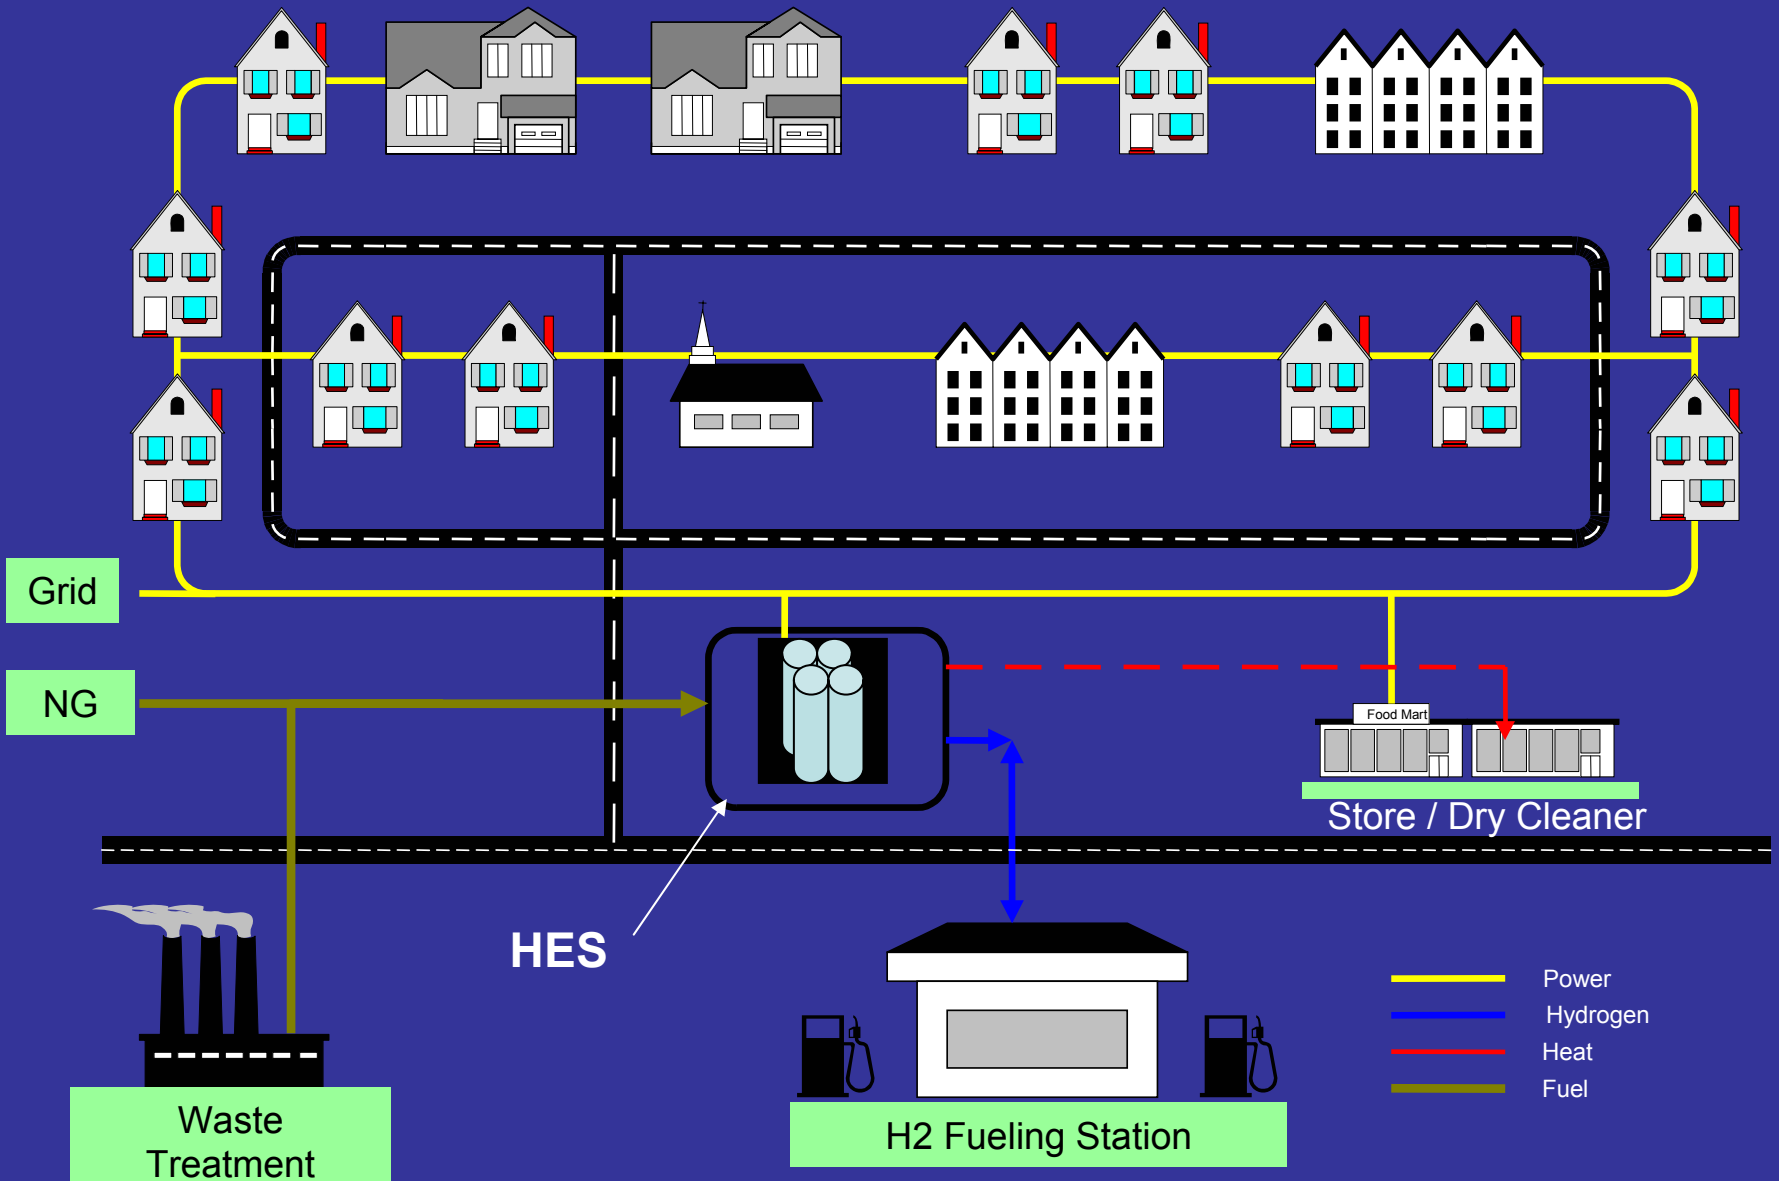 Grid
NG
Food Mart
Store / Dry Cleaner
HES
Power
Hydrogen
Heat
Fuel
Waste
Treatment
H2 Fueling Station